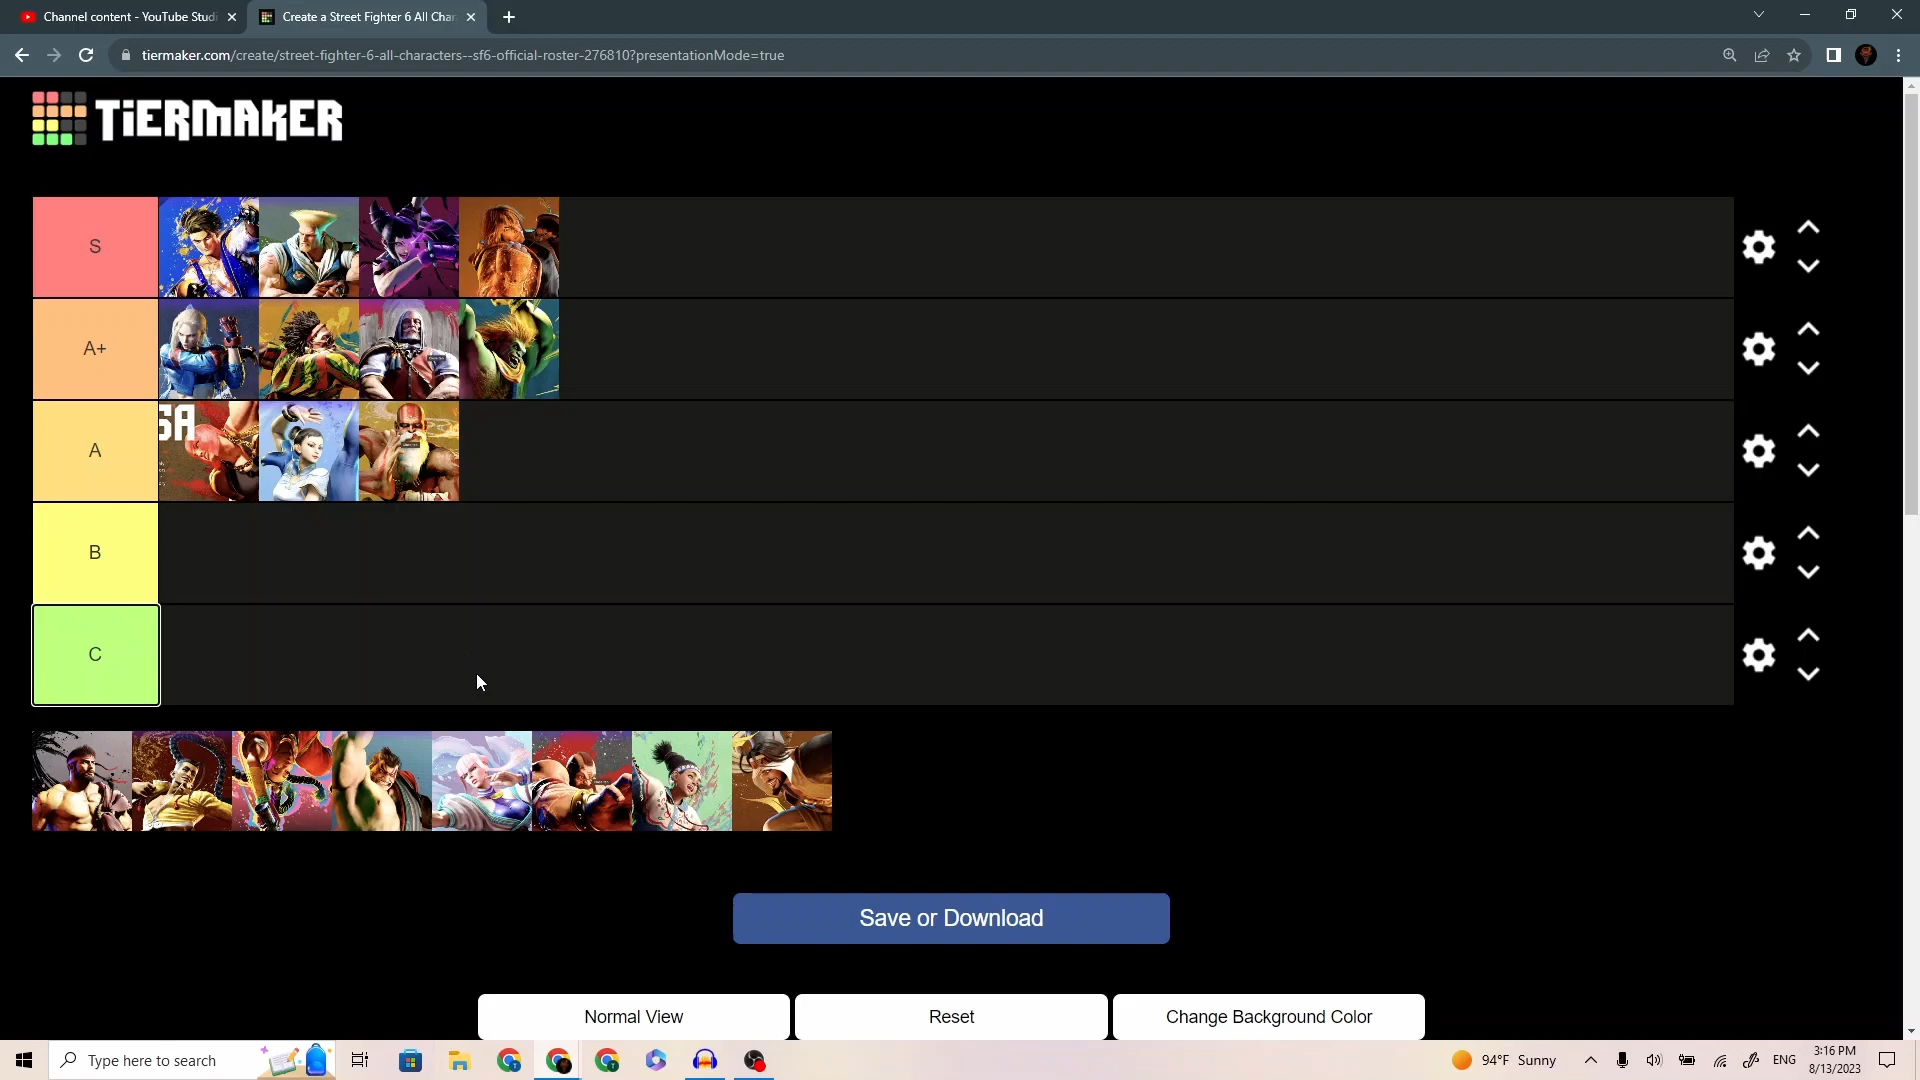 Channel content - YouTube Studi
Create a Street Fighter 6 All Char
tiermaker.com/create/street-fighter-6-all-characters--sf6-official-roster-276810?presentationMode=true
TiERMAKER
S
A+
A
SA
B
C
Save or Download
Normal View
Reset
Change Background Color
Type here to search
94°F Sunny
ENG
3:16 PM
8/13/2023